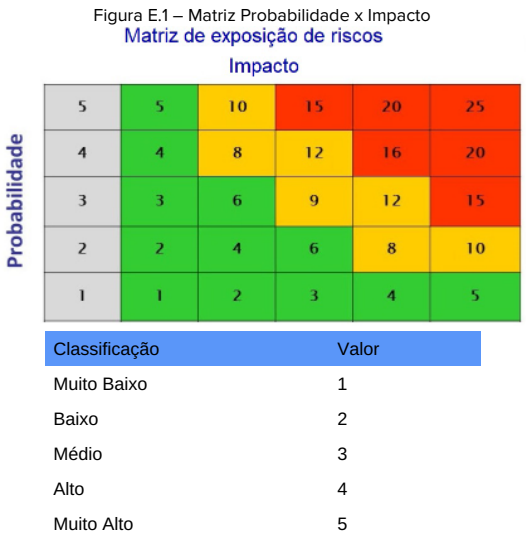 Figura E.1 – Matriz Probabilidade x Impacto
Matriz de exposição de riscos
Impacto
Probabilidade
5 5 10 15 20 25
4 4 8 12 16 20
3 3 6 9 12 15
2 2 4 6 8 10
1 1 2 3 4 5
Classificação Valor
Muito Baixo 1
Baixo 2
Médio 3
Alto 4
Muito Alto 5